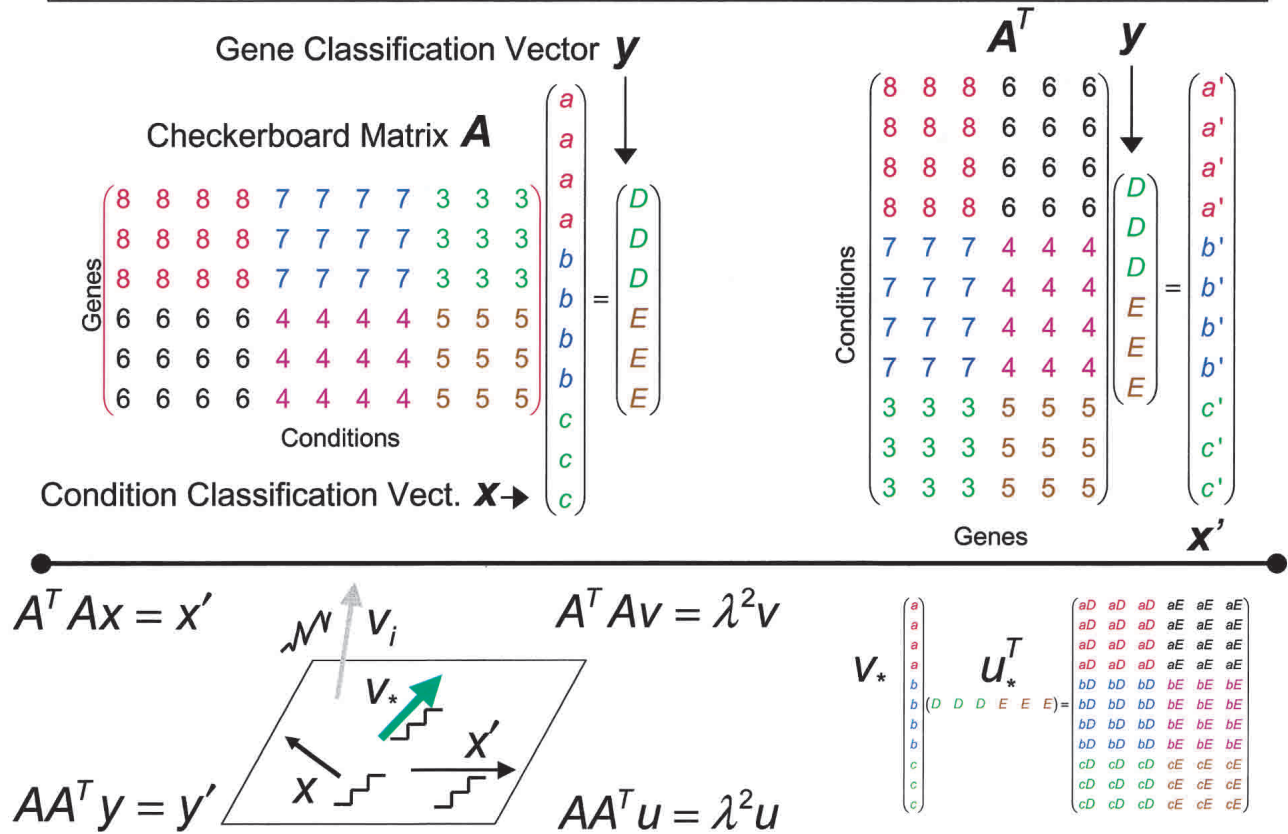 Gene Classification Vector y
Checkerboard Matrix A
Genes
8 8 8 8 7 7 7 7 3 3 3
8 8 8 8 7 7 7 7 3 3 3
8 8 8 8 7 7 7 7 3 3 3
6 6 6 6 4 4 4 4 5 5 5
6 6 6 6 4 4 4 4 5 5 5
6 6 6 6 4 4 4 4 5 5 5
Conditions
a
a
a
a
b
b
b
b
c
c
c
=
D
D
D
E
E
E
Condition Classification Vect. x→
A^T y
Conditions
8 8 8 6 6 6
8 8 8 6 6 6
8 8 8 6 6 6
8 8 8 6 6 6
7 7 7 4 4 4
7 7 7 4 4 4
7 7 7 4 4 4
7 7 7 4 4 4
3 3 3 5 5 5
3 3 3 5 5 5
3 3 3 5 5 5
Genes
D
D
D
E
E
E
=
a'
a'
a'
a'
b'
b'
b'
b'
c'
c'
c'
x'
A^T Ax = x′
AA^T y = y′
v_i
v_*
x
x′
A^T Av = λ²v
AA^T u = λ²u
v_*
a
a
a
a
b
b
b
b
c
c
c
u_*^T
(D D D E E E) =
aD aD aD aE aE aE
aD aD aD aE aE aE
aD aD aD aE aE aE
aD aD aD aE aE aE
bD bD bD bE bE bE
bD bD bD bE bE bE
bD bD bD bE bE bE
bD bD bD bE bE bE
cD cD cD cE cE cE
cD cD cD cE cE cE
cD cD cD cE cE cE